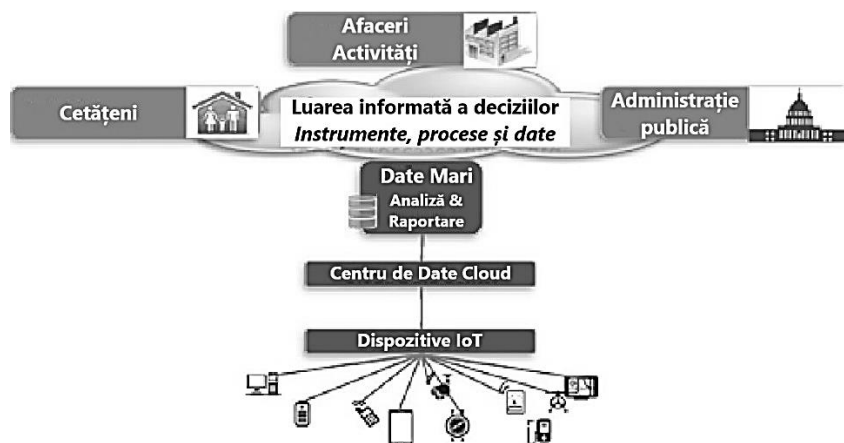 Afaceri
Activități
Cetățeni
Luarea informată a deciziilor
Instrumente, procese și date
Administrație
publică
Date Mari
Analiză &
Raportare
Centru de Date Cloud
Dispozitive IoT